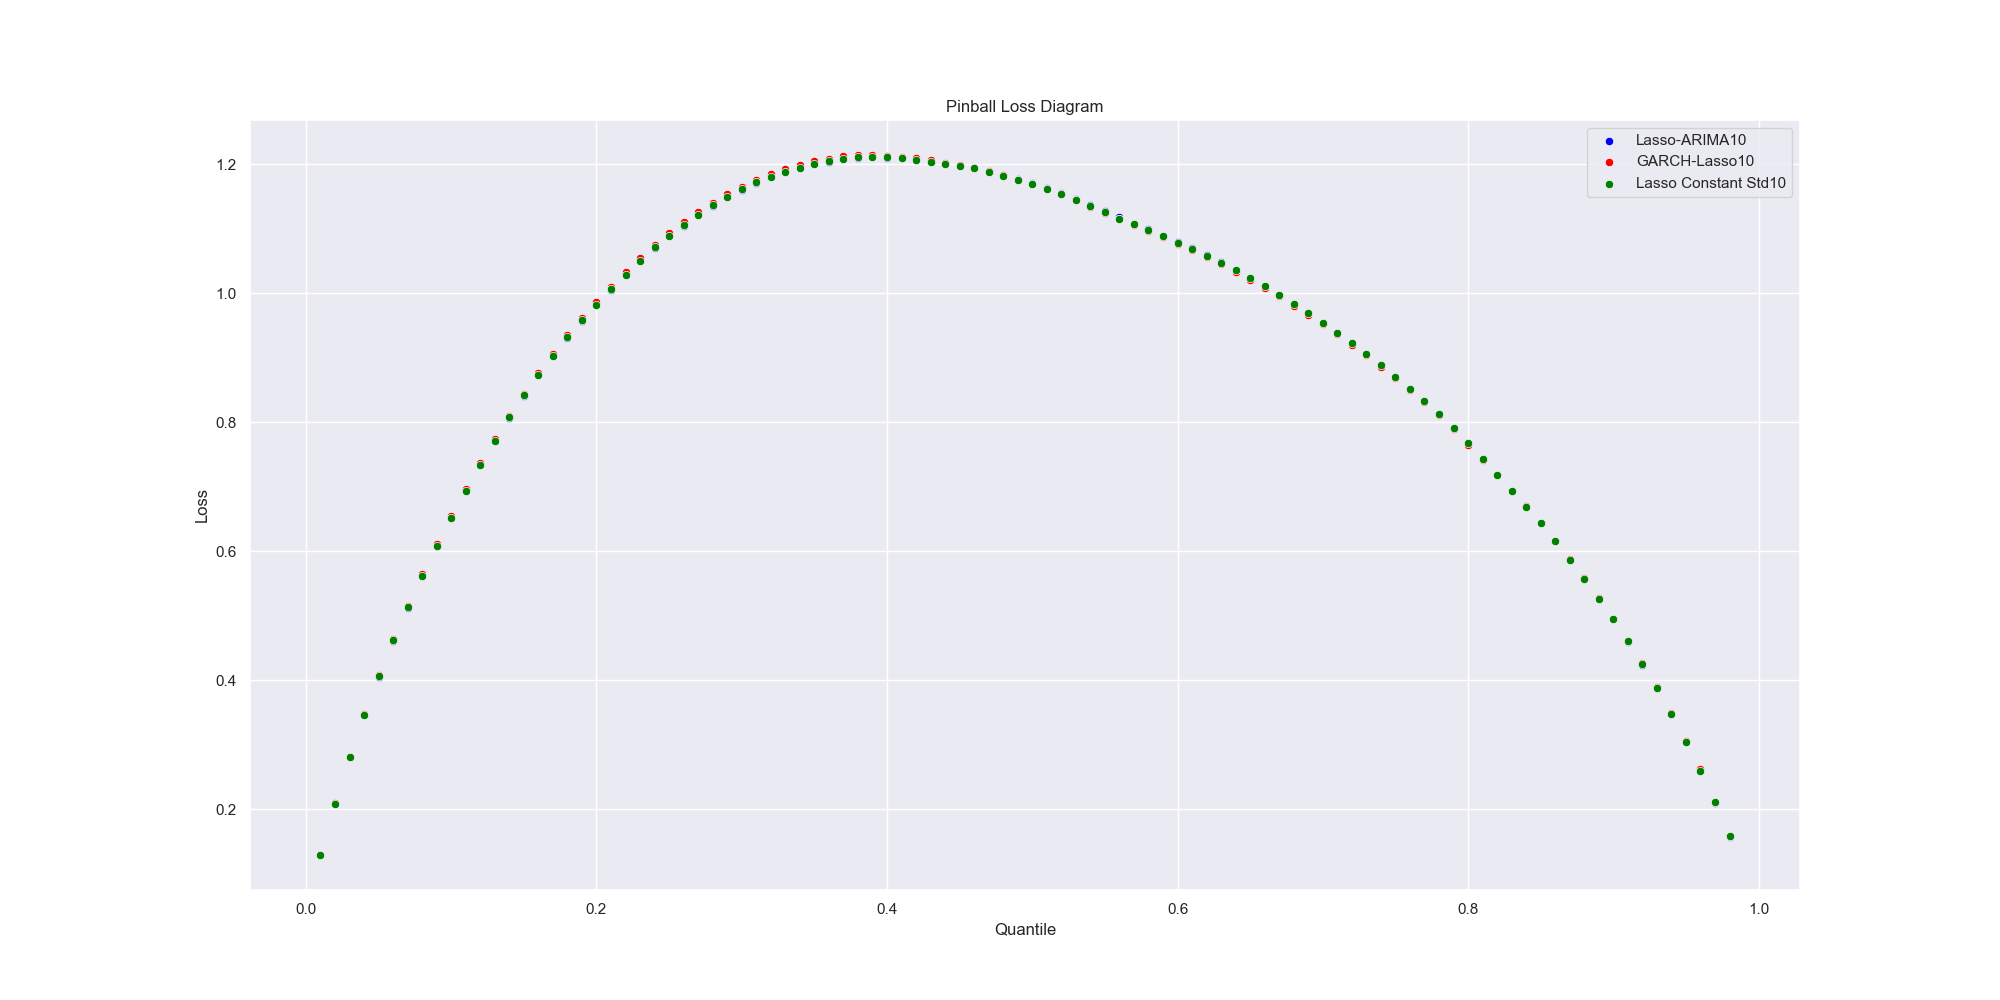 Pinball Loss Diagram
Lasso-ARIMA10
GARCH-Lasso10
Lasso Constant Std10
Loss
1.2
1.0
0.8
0.6
0.4
0.2
0.0
0.2
0.4
0.6
0.8
1.0
Quantile